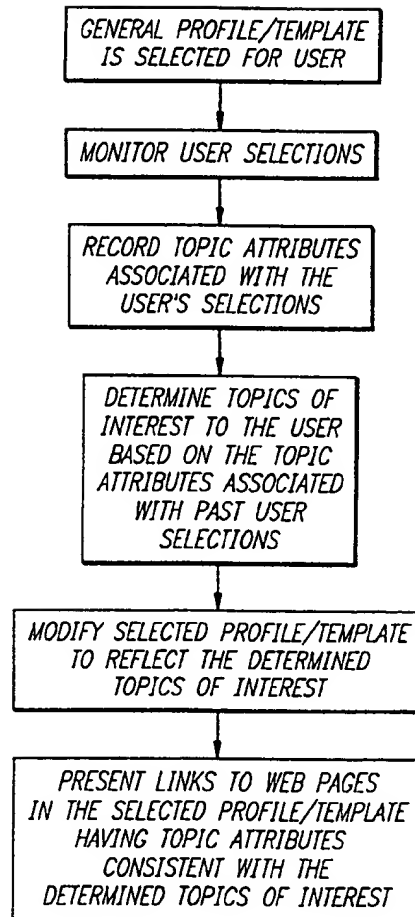 GENERAL PROFILE/TEMPLATE
IS SELECTED FOR USER
MONITOR USER SELECTIONS
RECORD TOPIC ATTRIBUTES
ASSOCIATED WITH THE
USER'S SELECTIONS
DETERMINE TOPICS OF
INTEREST TO THE USER
BASED ON THE TOPIC
ATTRIBUTES ASSOCIATED
WITH PAST USER
SELECTIONS
MODIFY SELECTED PROFILE/TEMPLATE
TO REFLECT THE DETERMINED
TOPICS OF INTEREST
PRESENT LINKS TO WEB PAGES
IN THE SELECTED PROFILE/TEMPLATE
HAVING TOPIC ATTRIBUTES
CONSISTENT WITH THE
DETERMINED TOPICS OF INTEREST